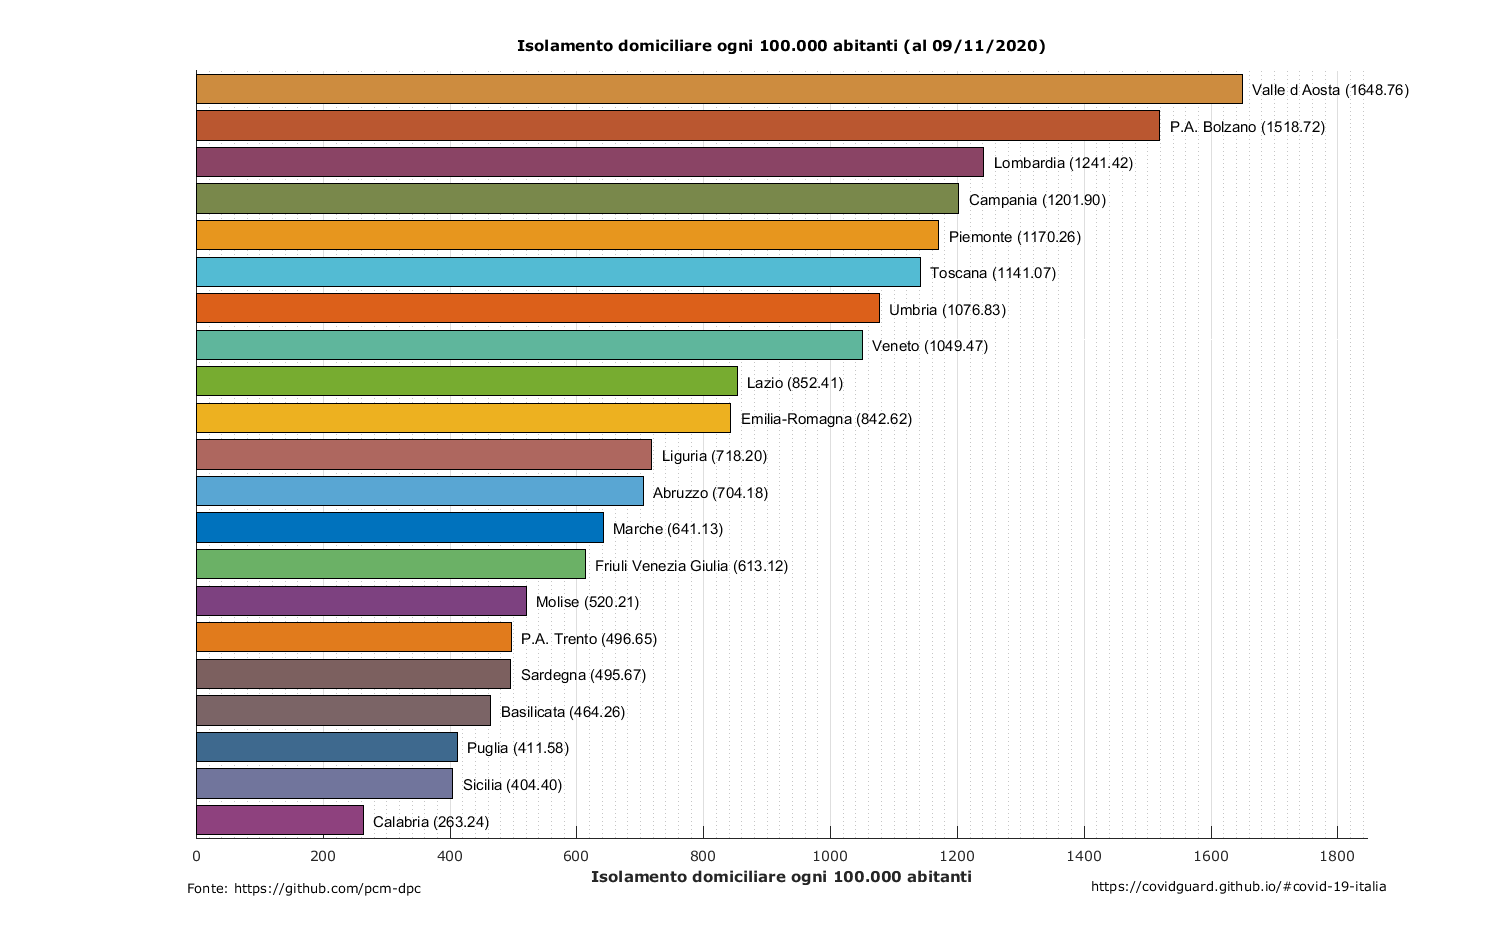 Isolamento domiciliare ogni 100.000 abitanti (al 09/11/2020)
Valle d Aosta (1648.76)
P.A. Bolzano (1518.72)
Lombardia (1241.42)
Campania (1201.90)
Piemonte (1170.26)
Toscana (1141.07)
Umbria (1076.83)
Veneto (1049.47)
Lazio (852.41)
Emilia-Romagna (842.62)
Liguria (718.20)
Abruzzo (704.18)
Marche (641.13)
Friuli Venezia Giulia (613.12)
Molise (520.21)
P.A. Trento (496.65)
Sardegna (495.67)
Basilicata (464.26)
Puglia (411.58)
Sicilia (404.40)
Calabria (263.24)
0 200 400 600 800 1000 1200 1400 1600 1800
Isolamento domiciliare ogni 100.000 abitanti
Fonte: https://github.com/pcm-dpc
https://covidguard.github.io/#covid-19-italia